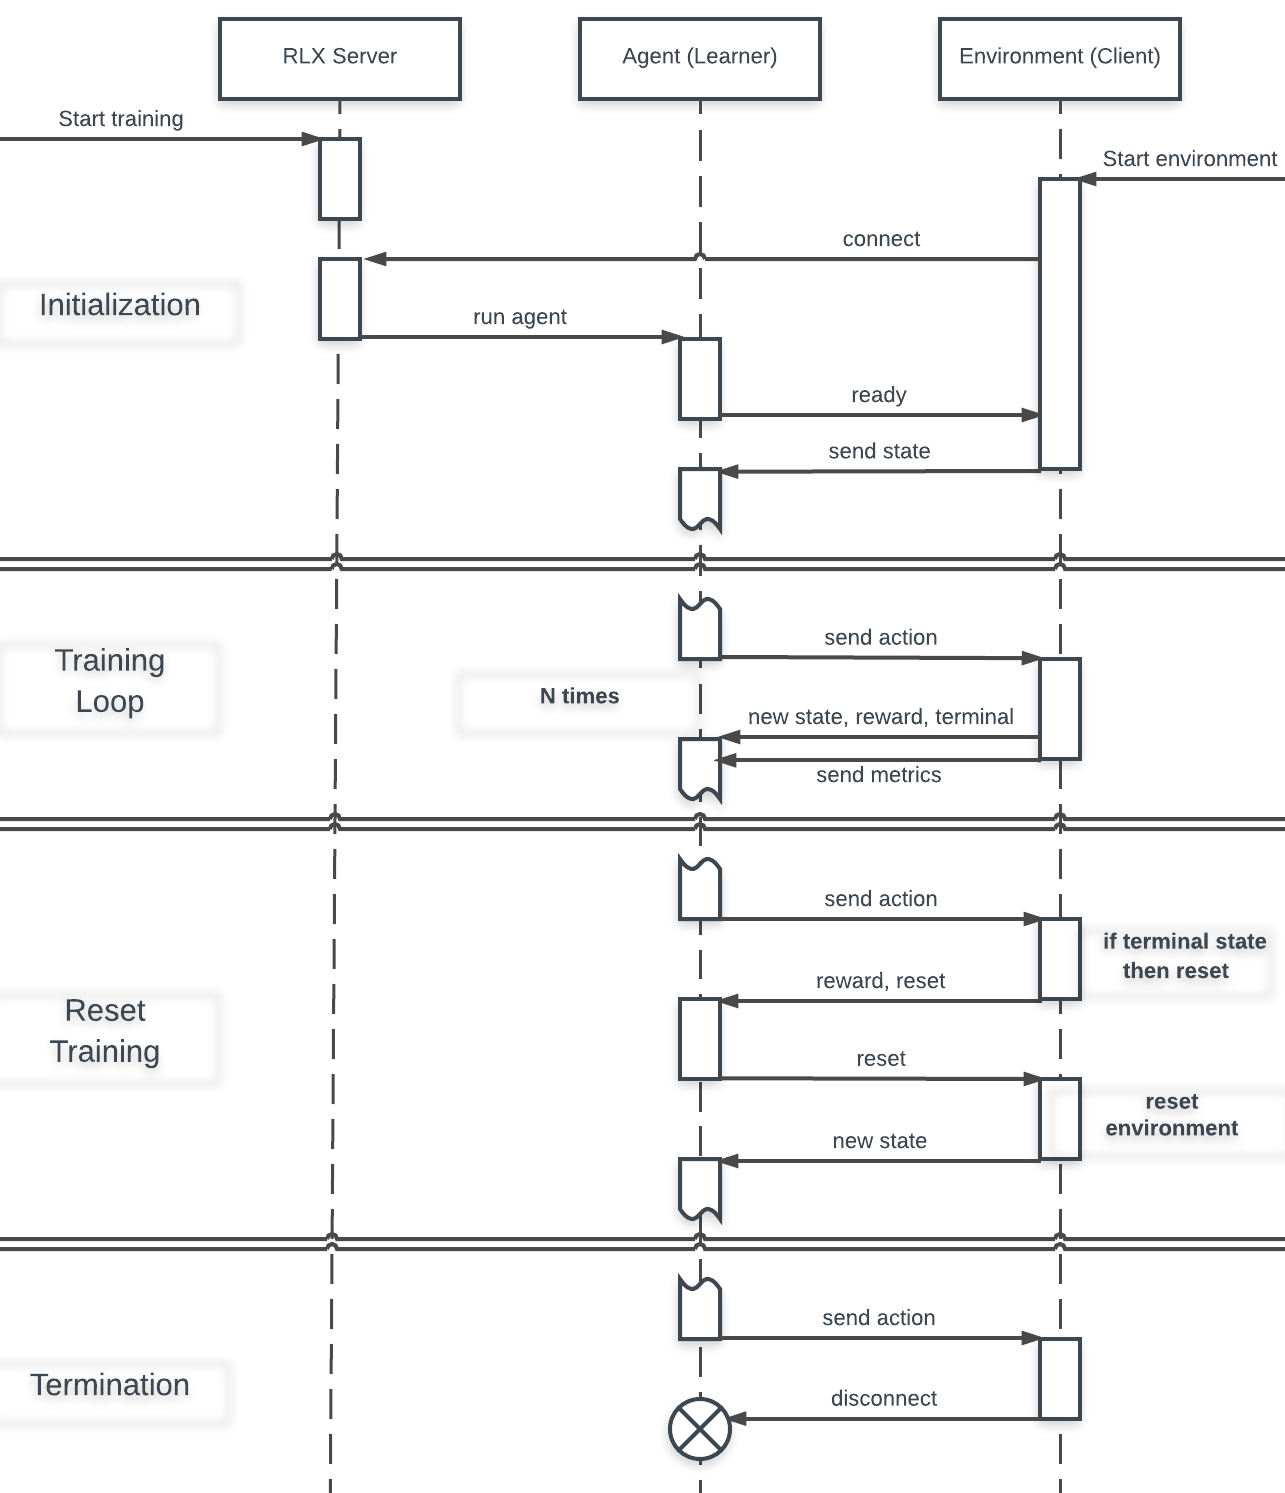 RLX Server
Agent (Learner)
Environment (Client)
Start training
Start environment
connect
Initialization
run agent
ready
send state
send action
Training
Loop
N times
new state, reward, terminal
send metrics
send action
if terminal state
then reset
reward, reset
Reset
Training
reset
reset
environment
new state
send action
Termination
disconnect